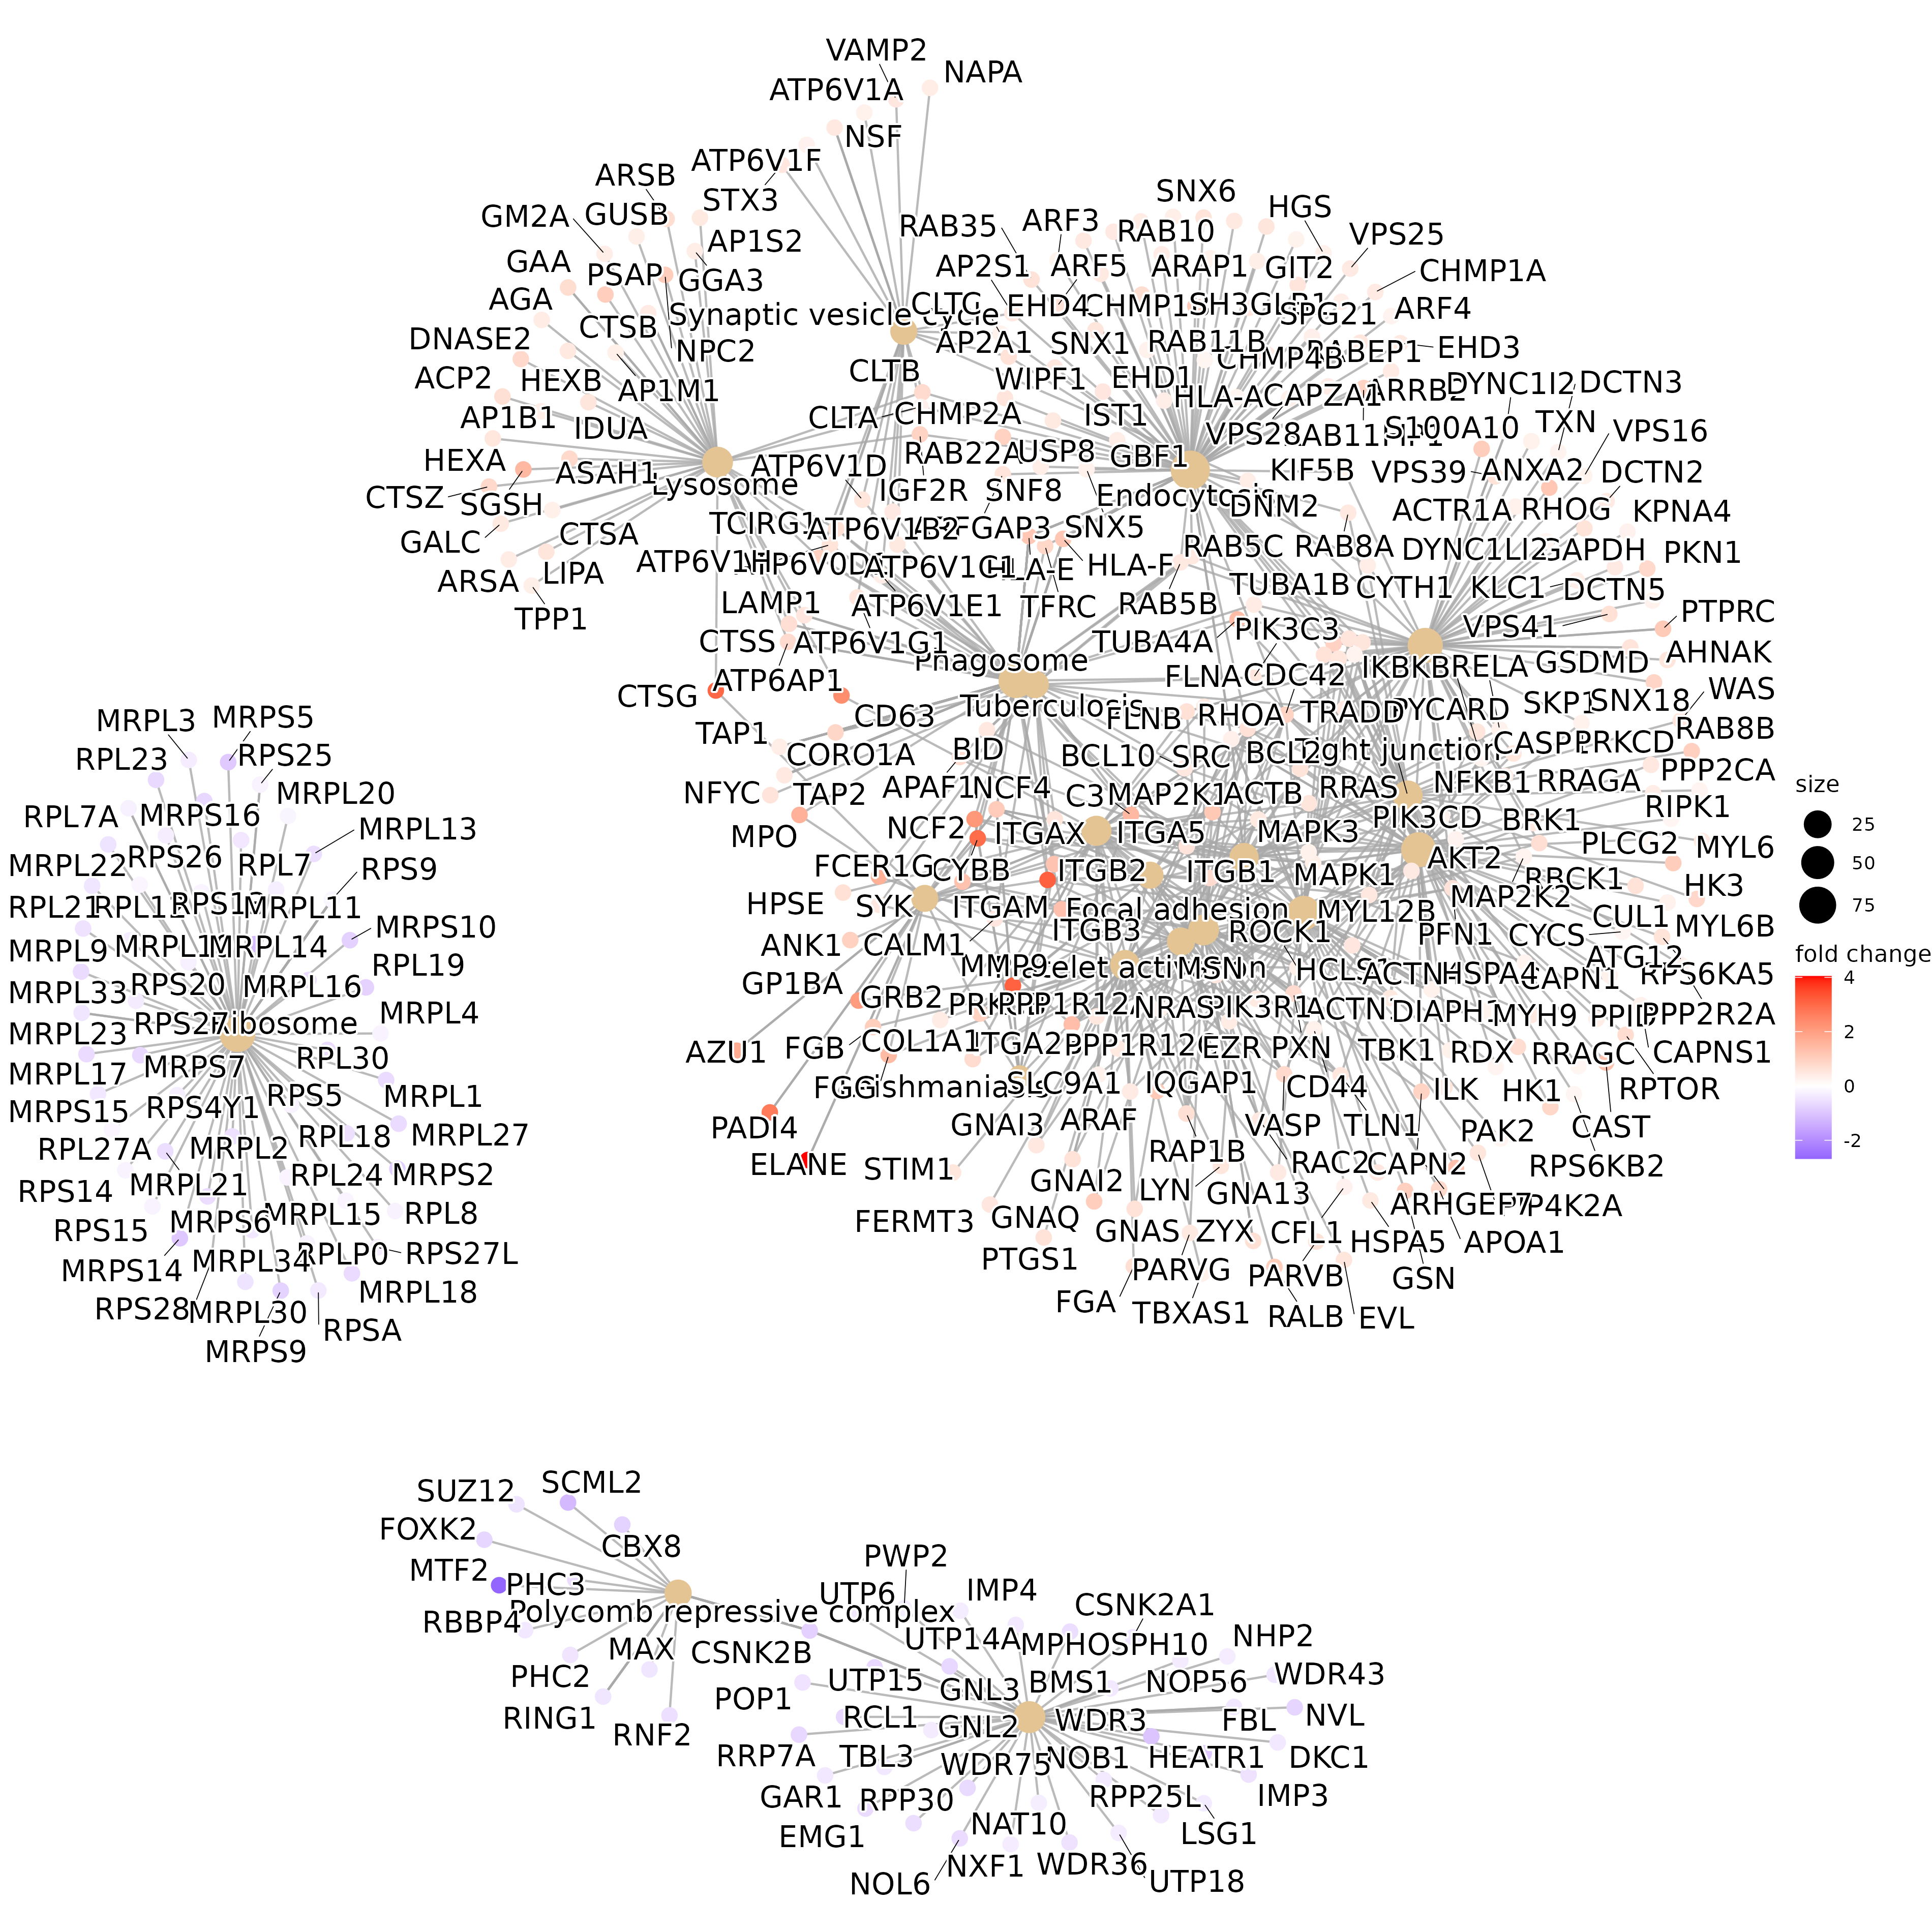 VAMP2
NAPA
ATP6V1A
NSF
ATP6V1F
ARSB
STX3
SNX6
HGS
GM2A
GUSB
RAB35
ARF3
RAB10
VPS25
AP1S2
GAA
PSAP
GGA3
AP2S1
ARF5
ARAP1
GIT2
CHMP1A
AGA
CTSB
Synaptic vesicle cycle
CLTC
EHD4
SPG21
ARF4
DNASE2
NPC2
AP2A1
SNX1
RAB11B
CHMP4B
RABEP1
EHD3
ACP2
HEXB
AP1M1
CLTB
WIPF1
EHD1
HLA-A
CAPZA1
DYNC1I2
DCTN3
AP1B1
IDUA
CLTA
CHMP2A
IST1
VPS28
S100A10
TXN
VPS16
HEXA
ASAH1
ATP6V1D
RAB22A
USP8
GBF1
KIF5B
VPS39
ANXA2
DCTN2
CTSZ
SGSH
Lysosome
IGF2R
SNF8
Endocytosis
DNM2
ACTR1A
RHOG
KPNA4
GALC
CTSA
TCIRG1
ATP6V1B2
SNX5
RAB5C
RAB8A
DYNC1LI2
GAPDH
PKN1
ARSA
LIPA
ATP6V1H
ATP6V1C1
HLA-E
HLA-F
TUBA1B
CYTH1
KLC1
DCTN5
TPP1
LAMP1
ATP6V1E1
TFRC
RAB5B
PTPRC
CTSS
ATP6V1G1
TUBA4A
PIK3C3
VPS41
Phagosome
FLNA
CDC42
IKBKB
RELA
GSDMD
AHNAK
CTSG
ATP6AP1
Tuberculosis
FLNB
RHOA
TRADD
PYCARD
SKP1
SNX18
WAS
MRPL3
MRPS5
TAP1
CD63
RAB8B
RPL23
RPS25
CORO1A
BID
BCL10
SRC
Tight junction
CASP1
PRKCD
MRPL20
NFYC
TAP2
APAF1
NCF4
C3
MAP2K1
ACTB
RRAS
NFKB1
RRAGA
PPP2CA
RPL7A
MRPS16
MRPL13
MPO
NCF2
ITGAX
ITGA5
MAPK3
PIK3CD
BRK1
RIPK1
MRPL22
RPS26
RPL7
RPS9
FCER1G
CYBB
ITGB2
ITGB1
MAPK1
AKT2
PLCG2
MYL6
RPL21
MRPL11
HPSE
SYK
ITGAM
Focal adhesion
MYL12B
MAP2K2
RBCK1
HK3
MRPL9
MRPL14
MRPS10
ANK1
CALM1
ITGB3
ROCK1
PFN1
CYCS
CUL1
MYL6B
MRPL33
RPS20
MRPL16
RPL19
GP1BA
MMP9
Platelet activation
MSN
HCLS1
HSPA4
CAPN1
ATG12
RPS6KA5
MRPL23
RPS27
Ribosome
MRPL4
GRB2
NRAS
PIK3R1
DIAPH1
MYH9
PPID
PPP2R2A
MRPL17
MRPS7
RPL30
AZU1
FGB
COL1A1
EZR
PXN
TBK1
RDX
RRAGC
CAPNS1
MRPS15
RPS4Y1
RPS5
MRPL1
FGG
Leishmaniasis
SLC9A1
IQGAP1
CD44
ILK
HK1
RPTOR
RPL27A
MRPL2
RPL18
MRPL27
PADI4
GNAI3
ARAF
VASP
TLN1
PAK2
CAST
RPS14
MRPL21
RPL24
MRPS2
ELANE
STIM1
GNAI2
RAP1B
RAC2
CAPN2
RPS6KB2
RPS15
MRPS6
MRPL15
RPL8
FERMT3
GNAQ
LYN
GNA13
ARHGEF7
PIP4K2A
MRPS14
MRPL34
RPLP0
RPS27L
PTGS1
GNAS
ZYX
CFL1
HSPA5
APOA1
RPS28
MRPL30
MRPL18
PARVG
PARVB
GSN
MRPS9
RPSA
FGA
TBXAS1
RALB
EVL
SUZ12
SCML2
FOXK2
CBX8
MTF2
PHC3
PWP2
RBBP4
Polycomb repressive complex
UTP6
IMP4
CSNK2A1
MAX
CSNK2B
UTP14A
MPHOSPH10
NHP2
PHC2
POP1
UTP15
GNL3
BMS1
NOP56
WDR43
RING1
RNF2
RCL1
GNL2
WDR3
FBL
NVL
RRP7A
TBL3
WDR75
NOB1
HEATR1
DKC1
GAR1
RPP30
RPP25L
IMP3
EMG1
NAT10
LSG1
NOL6
NXF1
WDR36
UTP18
size
25
50
75
fold change
4
2
0
-2